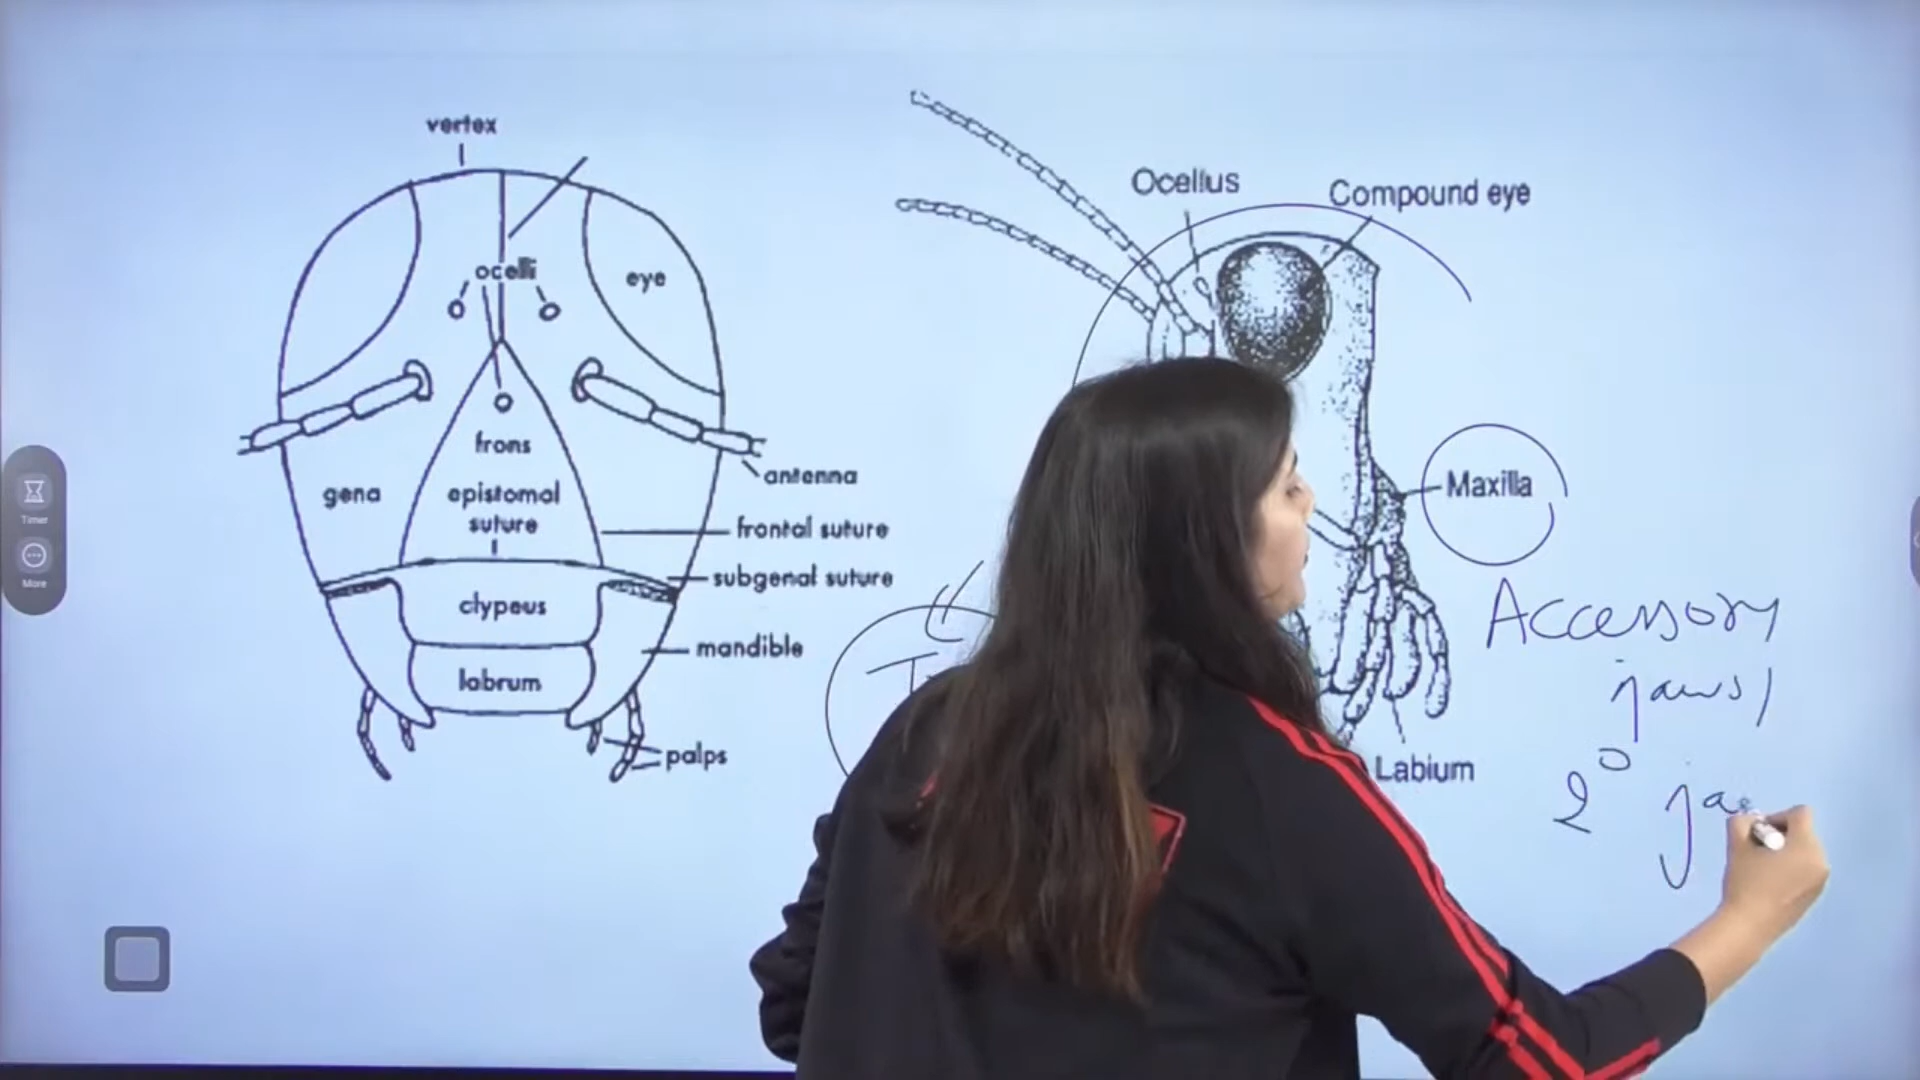 vertex
ocelli
eye
frons
antenna
gena
epistomal
suture
frontal suture
subgenal suture
clypeus
mandible
labrum
palps
Ocellus
Compound eye
Maxilla
Labium
Accessory
jaws/
2°
Timer
More